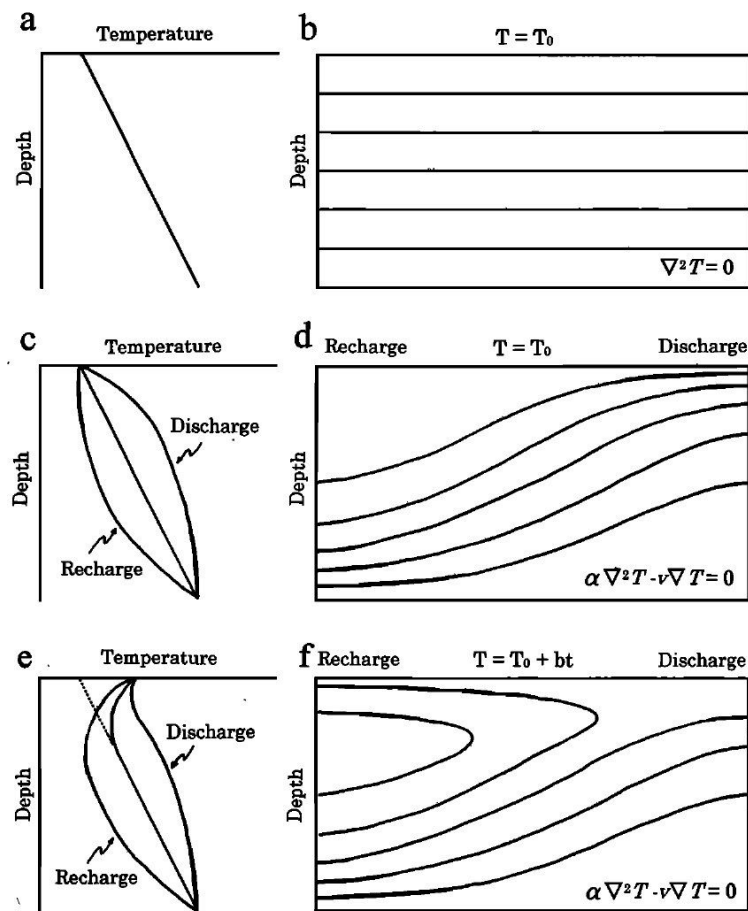 a
Temperature
Depth
b
T = T₀
Depth
∇²T = 0
c
Temperature
Depth
Discharge
Recharge
d
Recharge T = T₀ Discharge
Depth
α∇²T - v∇T = 0
e
Temperature
Depth
Discharge
Recharge
f
Recharge T = T₀ + bt Discharge
Depth
α∇²T - v∇T = 0